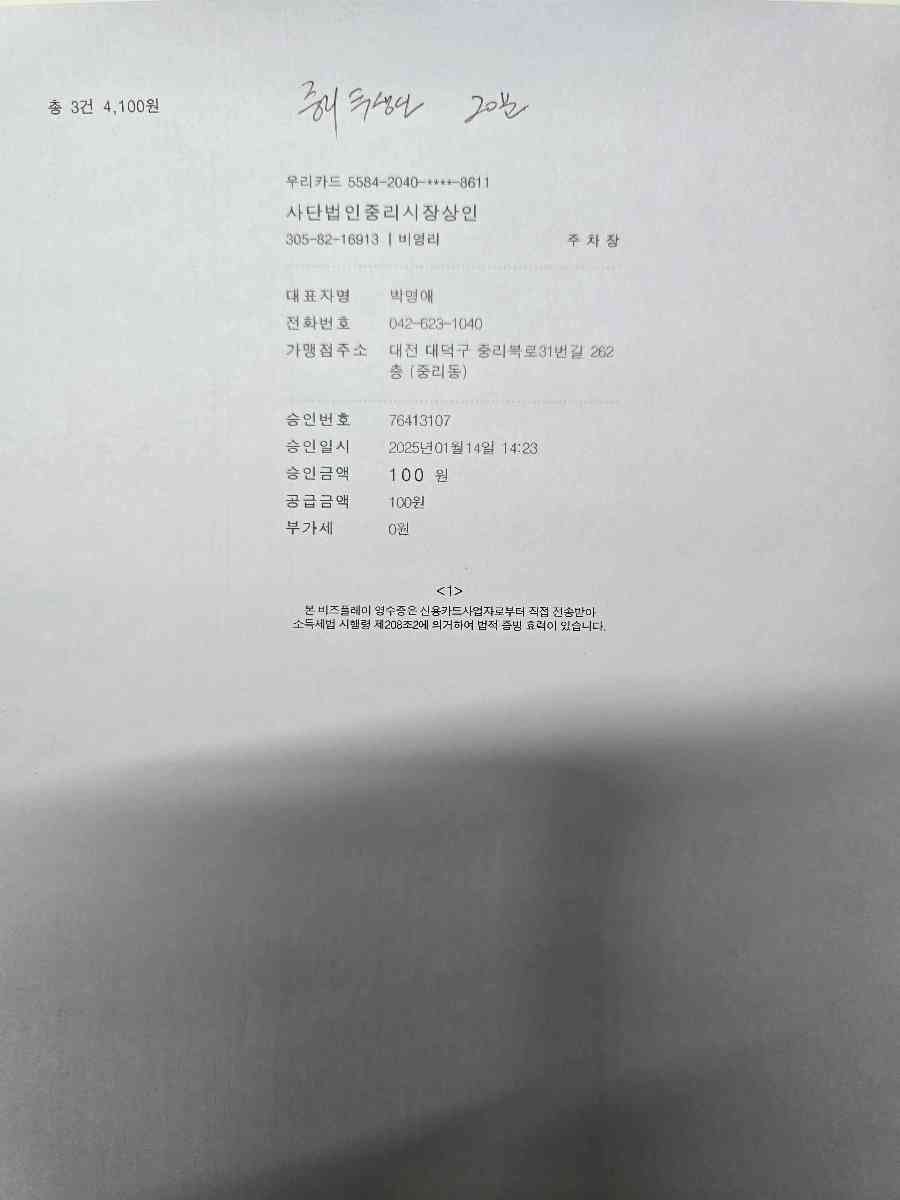 총 3건 4,100원
중리 20분
우리카드 5584-2040-****-8611
사단법인중리시장상인
305-82-16913 | 비영리 주 차 장
대표자명 박명애
전화번호 042-623-1040
가맹점주소 대전 대덕구 중리북로31번길 262
층 (중리동)
승인번호 76413107
승인일시 2025년01월14일 14:23
승인금액 100 원
공급금액 100원
부가세 0원
<1>
본 비즈플레이 영수증은 신용카드사업자로부터 직접 전송받아
소득세법 시행령 제208조2에 의거하여 법적 증빙 효력이 있습니다.